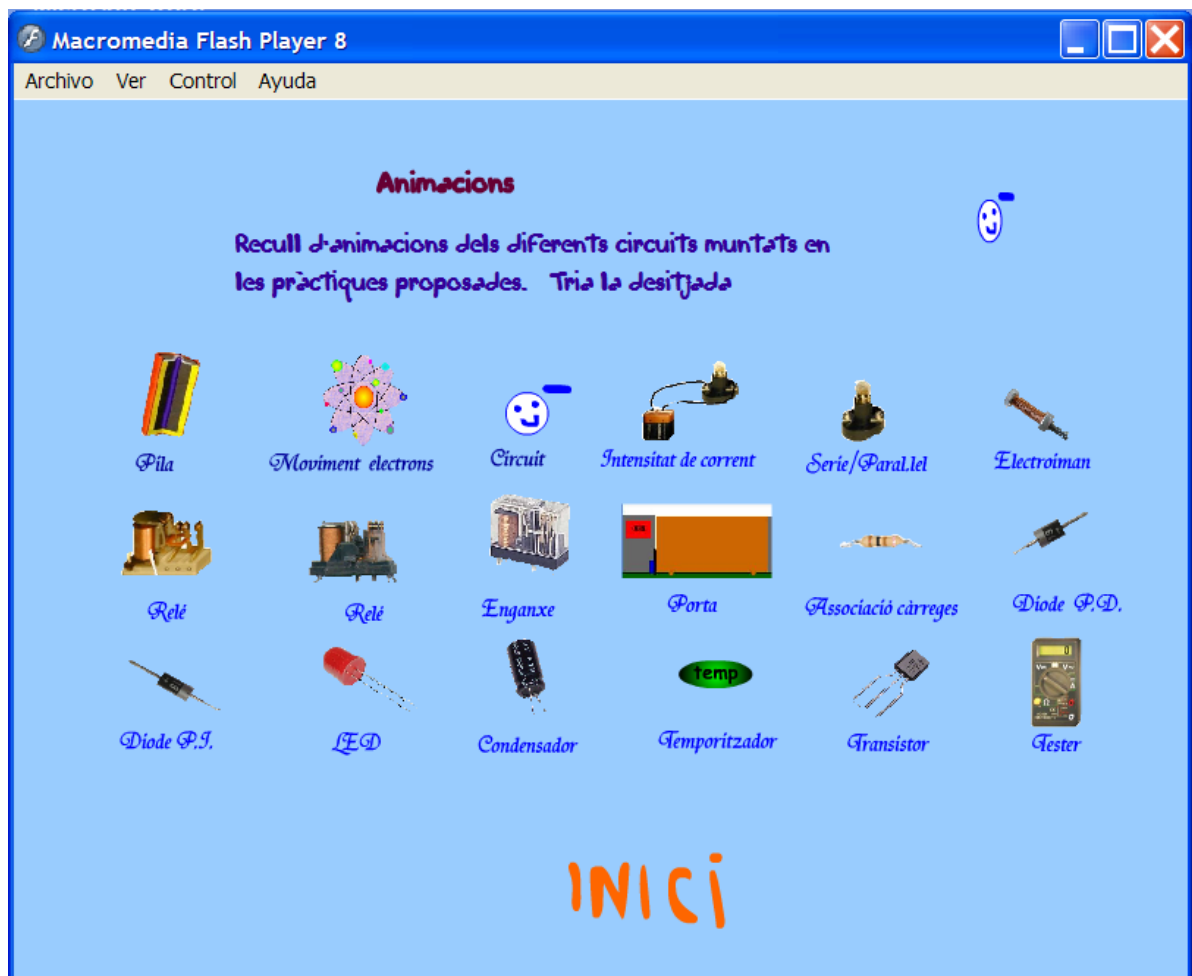 Macromedia Flash Player 8
Archivo Ver Control Ayuda
Animacions
Recull d'animacions dels diferents circuits muntats en
les pràctiques proposades. Tria la desitjada
Pila Moviment electrons Circuit Intensitat de corrent Serie/Paral.lel Electroiman
Relé Relé Enganxe Porta Associació càrreges Díode P.D.
temp
Díode P.I. LED Condensador Temporitzador Transistor Tester
INICI